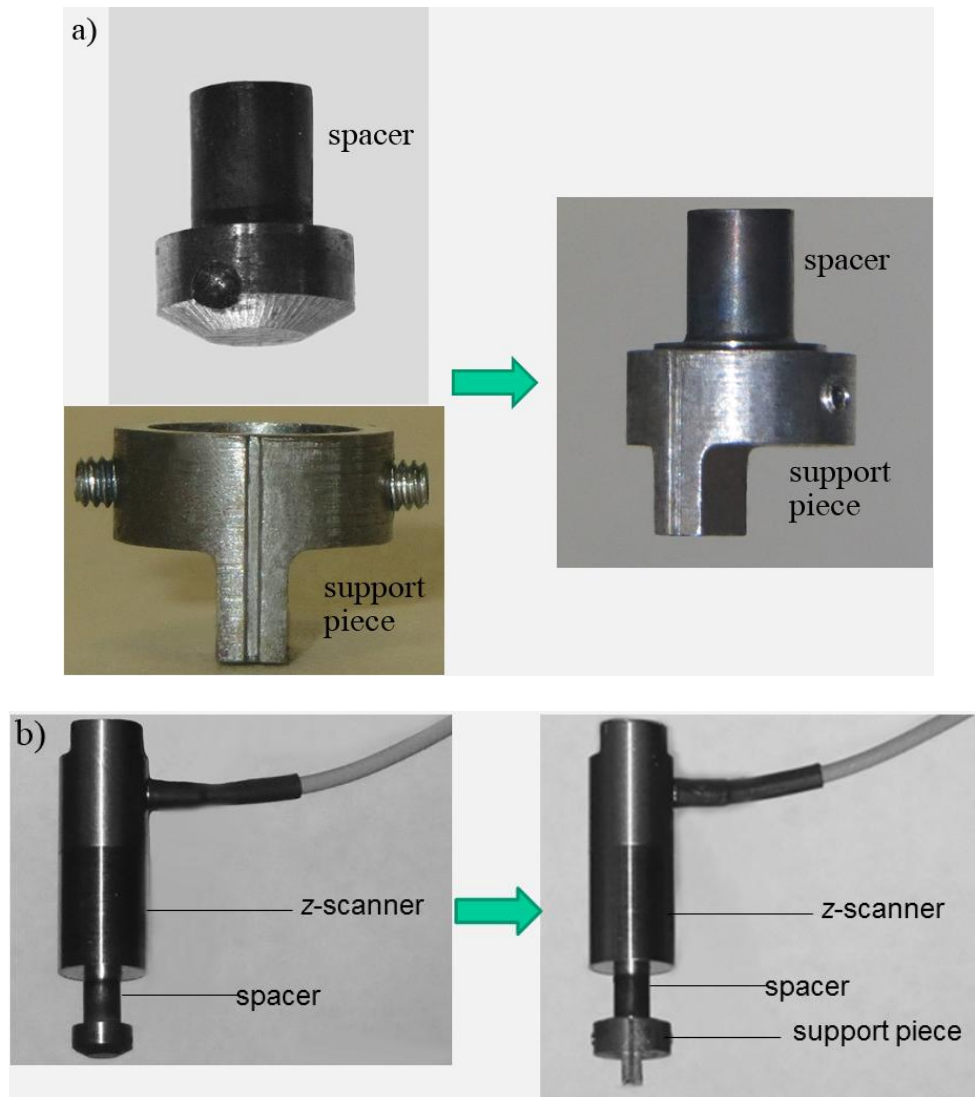 a)
spacer
spacer
support
piece
support
piece
b)
z-scanner
z-scanner
spacer
spacer
support piece